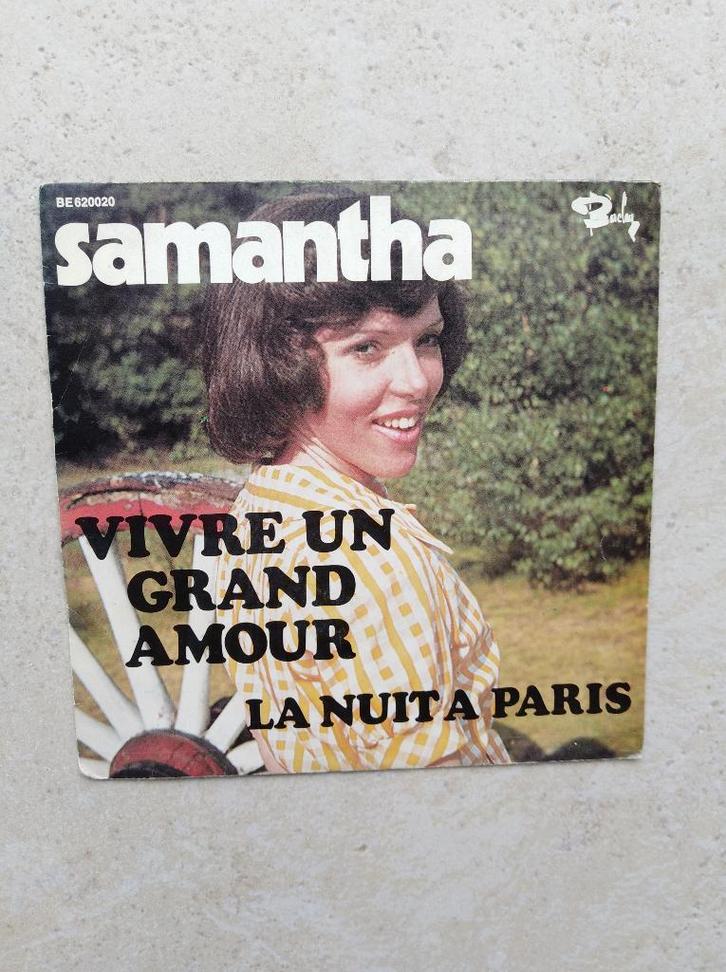 BE 620020
samantha
Barclay
VIVRE UN
GRAND
AMOUR
LA NUIT A PARIS